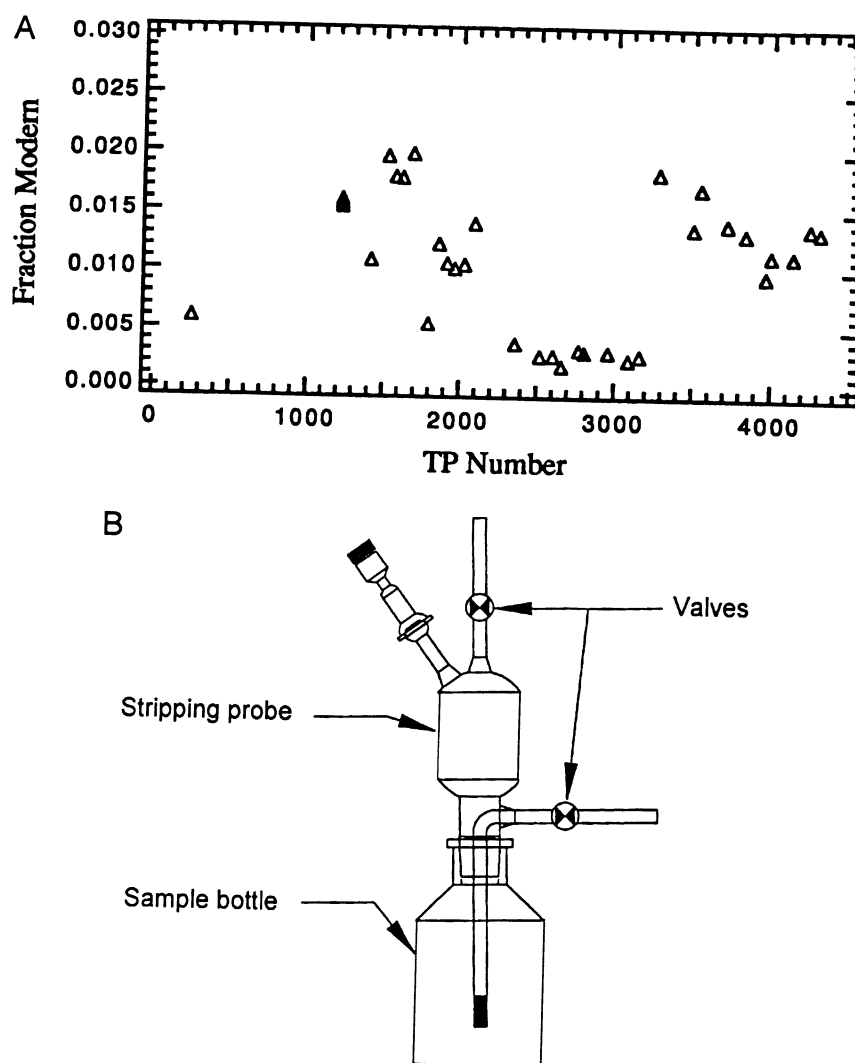 A
0.030
0.025
0.020
0.015
0.010
0.005
0.000
Fraction Modern
0 1000 2000 3000 4000
TP Number
B
Valves
Stripping probe
Sample bottle